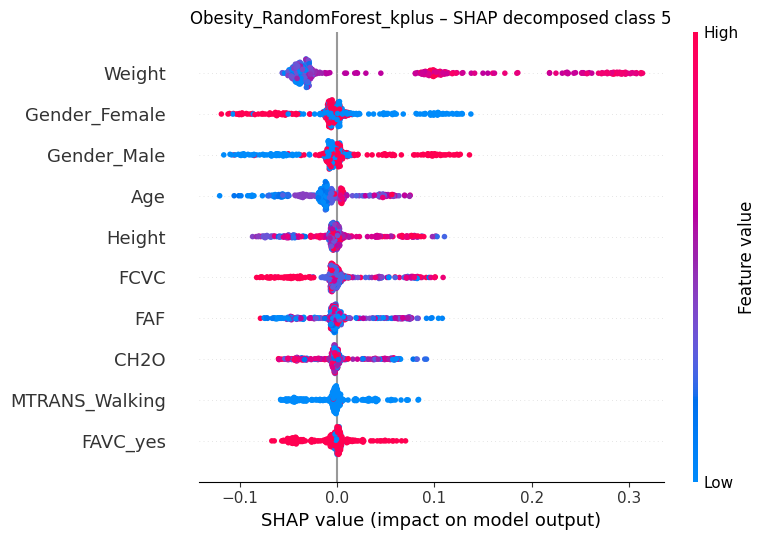 Obesity_RandomForest_kplus – SHAP decomposed class 5
High
Weight
Gender_Female
Gender_Male
Age
Height
FCVC
FAF
CH2O
MTRANS_Walking
FAVC_yes
Feature value
Low
−0.1 0.0 0.1 0.2 0.3
SHAP value (impact on model output)